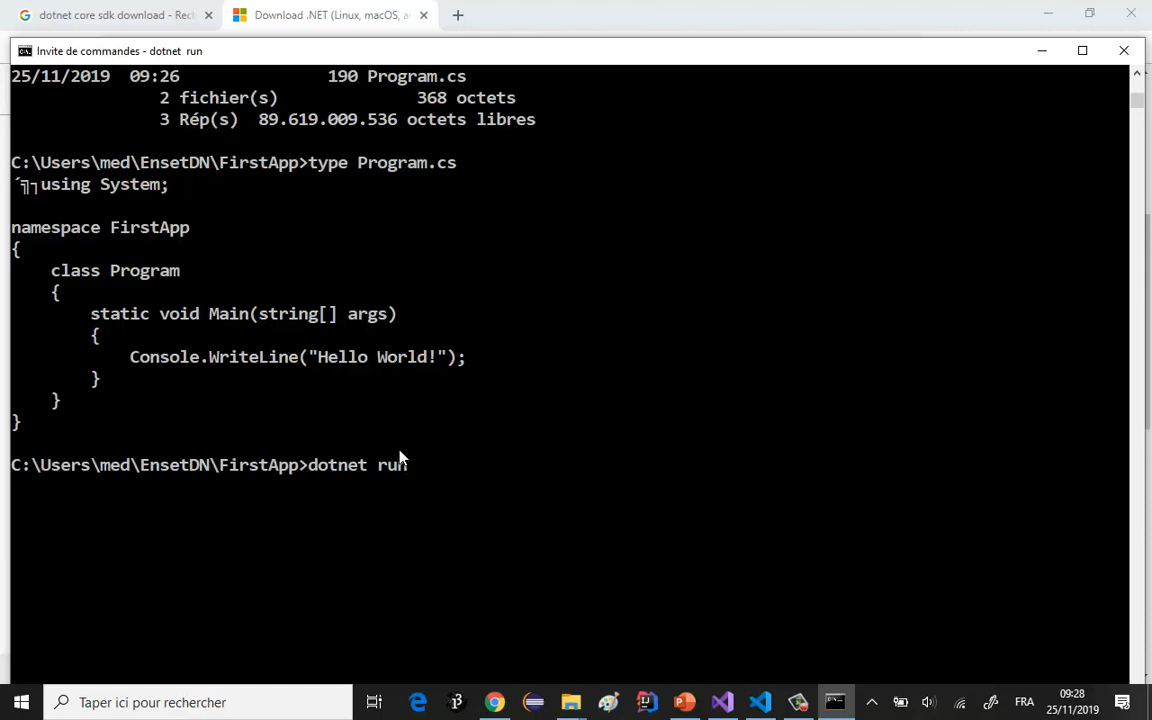 dotnet core sdk download - Rech
Download .NET (Linux, macOS, a
Invite de commandes - dotnet run
25/11/2019 09:26 190 Program.cs
2 fichier(s) 368 octets
3 Rép(s) 89.619.009.536 octets libres
C:\Users\med\EnsetDN\FirstApp>type Program.cs
´╗┐using System;
namespace FirstApp
{
class Program
{
static void Main(string[] args)
{
Console.WriteLine("Hello World!");
}
}
}
C:\Users\med\EnsetDN\FirstApp>dotnet run
Taper ici pour rechercher
FRA
09:28
25/11/2019